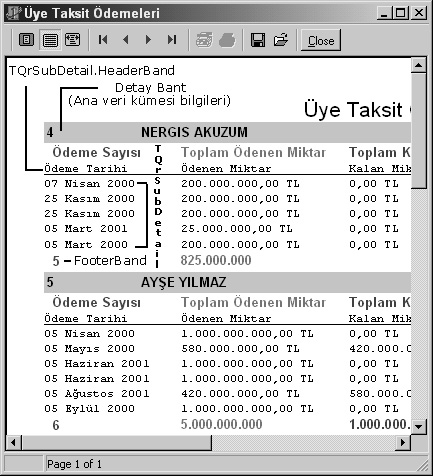 Üye Taksit Ödemeleri
Close
TQrSubDetail.HeaderBand
Detay Bant
(Ana veri kümesi bilgileri)
Üye Taksit
4 NERGIS AKUZUM
Ödeme Sayısı Toplam Ödenen Miktar Toplam K
Ödeme Tarihi Ödenen Miktar Kalan Mik
TQrSubDetail
07 Nisan 2000 200.000.000,00 TL 0,00 TL
25 Kasım 2000 200.000.000,00 TL 0,00 TL
25 Kasım 2000 200.000.000,00 TL 0,00 TL
05 Mart 2001 25.000.000,00 TL 0,00 TL
05 Mart 2000 200.000.000,00 TL 0,00 TL
5 FooterBand 825.000.000
5 AYŞE YILMAZ
Ödeme Sayısı Toplam Ödenen Miktar Toplam K
Ödeme Tarihi Ödenen Miktar Kalan Mik
05 Nisan 2000 1.000.000.000,00 TL 0,00 TL
05 Mayıs 2000 580.000.000,00 TL 420.000.0
05 Haziran 2001 1.000.000.000,00 TL 0,00 TL
05 Haziran 2001 1.000.000.000,00 TL 0,00 TL
05 Ağustos 2001 420.000.000,00 TL 580.000.0
05 Eylül 2000 1.000.000.000,00 TL 0,00 TL
6 5.000.000.000 1.000.00
Page 1 of 1